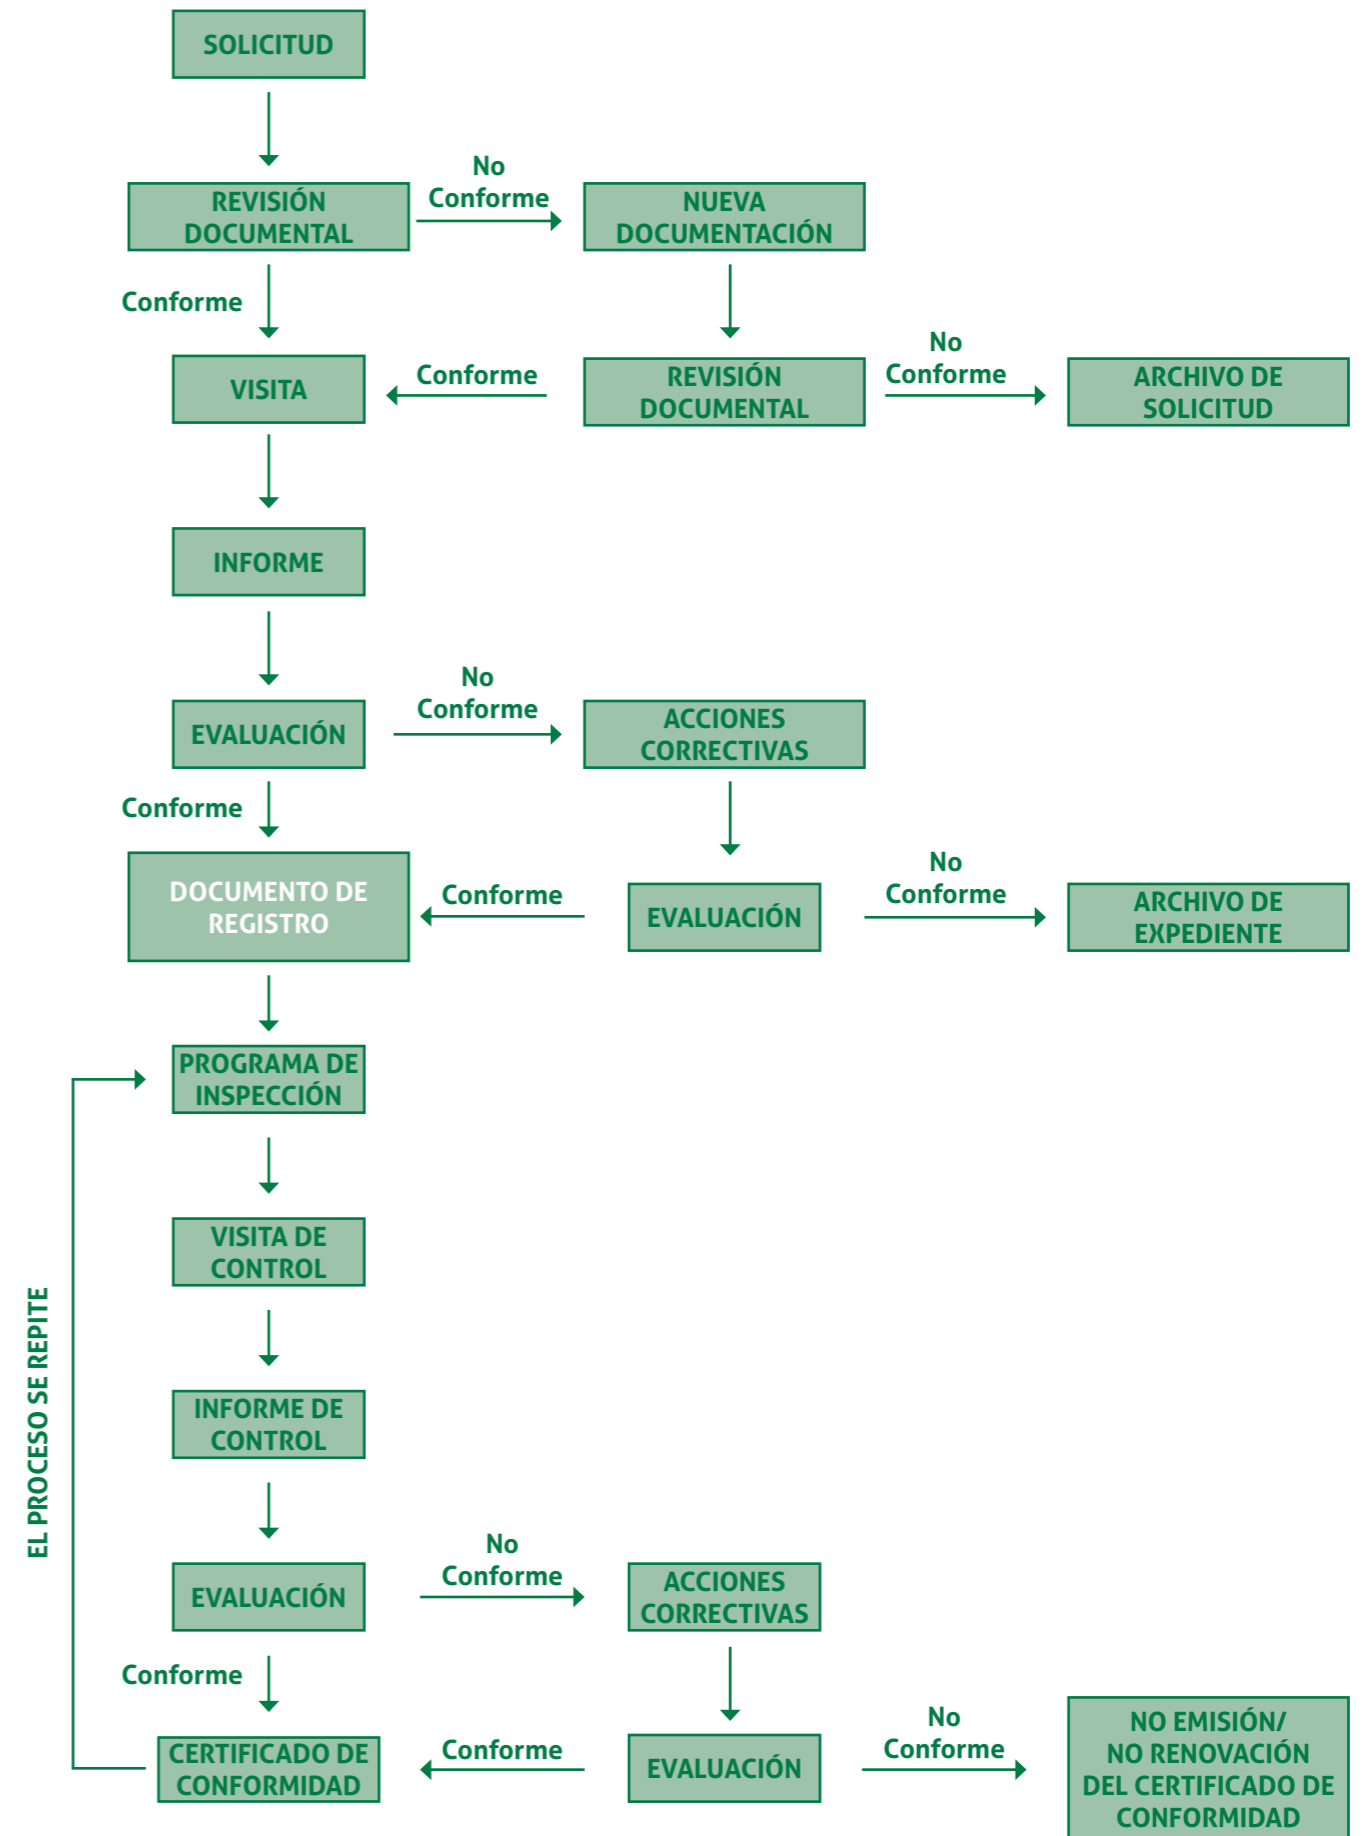 SOLICITUD
No
Conforme
REVISIÓN
DOCUMENTAL
NUEVA
DOCUMENTACIÓN
Conforme
VISITA
Conforme
REVISIÓN
DOCUMENTAL
No
Conforme
ARCHIVO DE
SOLICITUD
INFORME
EVALUACIÓN
No
Conforme
ACCIONES
CORRECTIVAS
Conforme
DOCUMENTO DE
REGISTRO
Conforme
EVALUACIÓN
No
Conforme
ARCHIVO DE
EXPEDIENTE
PROGRAMA DE
INSPECCIÓN
VISITA DE
CONTROL
INFORME DE
CONTROL
EL PROCESO SE REPITE
EVALUACIÓN
No
Conforme
ACCIONES
CORRECTIVAS
Conforme
CERTIFICADO DE
CONFORMIDAD
Conforme
EVALUACIÓN
No
Conforme
NO EMISIÓN/
NO RENOVACIÓN
DEL CERTIFICADO DE
CONFORMIDAD